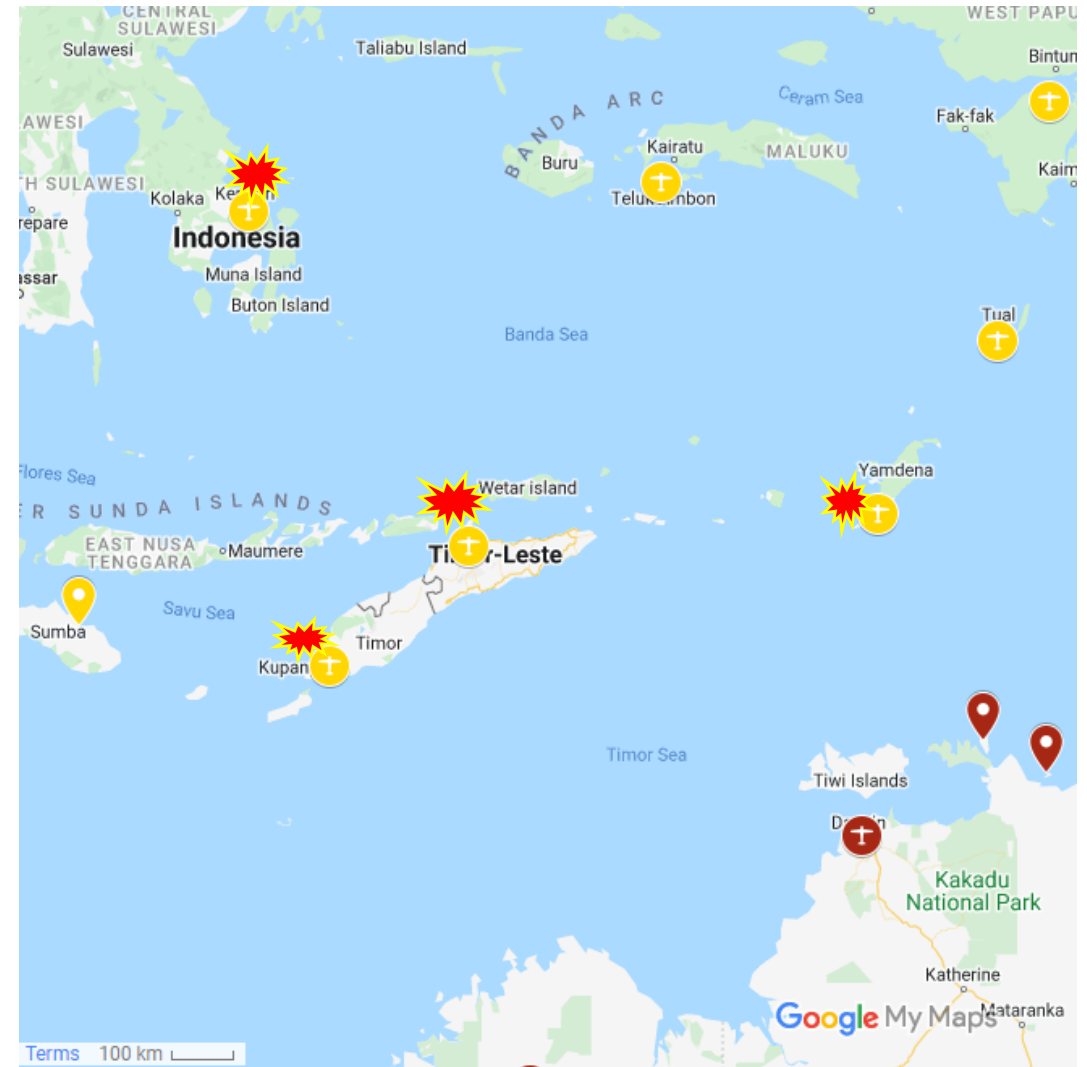 CENTRAL
SULAWESI
WEST PAPU
Sulawesi
Taliabu Island
Bintun
Ceram Sea
BANDA ARC
Fak-fak
AWESI
Kairatu
MALUKU
Buru
Kaim
H SULAWESI
Kolaka
Indonesia
repare
Muna Island
assar
Buton Island
Tual
Banda Sea
Flores Sea
Yamdena
Wetar island
ER SUNDA ISLANDS
EAST NUSA
TENGGARA
Maumere
Leste
Savu Sea
Sumba
Timor
Kupan
Timor Sea
Tiwi Islands
Kakadu
National Park
Katherine
Mataranka
Google My Maps
Terms 100 km